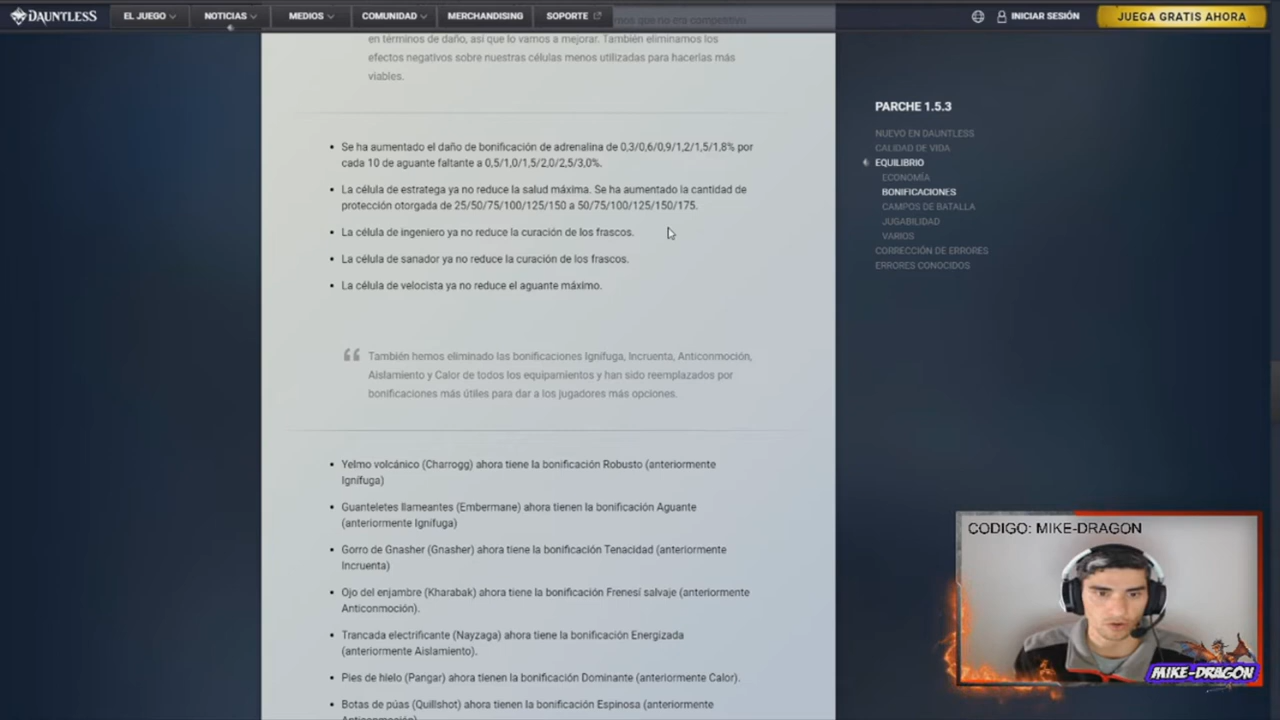 DAUNTLESS
EL JUEGO
NOTICIAS
MEDIOS
COMUNIDAD
MERCHANDISING
SOPORTE
INICIAR SESIÓN
JUEGA GRATIS AHORA
que no era competitivo
en términos de daño, así que lo vamos a mejorar. También eliminamos los
efectos negativos sobre nuestras células menos utilizadas para hacerlas más
viables.
• Se ha aumentado el daño de bonificación de adrenalina de 0,3/0,6/0,9/1,2/1,5/1,8% por
cada 10 de aguante faltante a 0,5/1,0/1,5/2,0/2,5/3,0%.
• La célula de estratega ya no reduce la salud máxima. Se ha aumentado la cantidad de
protección otorgada de 25/50/75/100/125/150 a 50/75/100/125/150/175.
• La célula de ingeniero ya no reduce la curación de los frascos.
• La célula de sanador ya no reduce la curación de los frascos.
• La célula de velocista ya no reduce el aguante máximo.
“ También hemos eliminado las bonificaciones Ignífuga, Incruenta, Anticonmoción,
Aislamiento y Calor de todos los equipamientos y han sido reemplazados por
bonificaciones más útiles para dar a los jugadores más opciones.
• Yelmo volcánico (Charrogg) ahora tiene la bonificación Robusto (anteriormente
Ignífuga)
• Guanteletes llameantes (Embermane) ahora tienen la bonificación Aguante
(anteriormente Ignífuga)
• Gorro de Gnasher (Gnasher) ahora tiene la bonificación Tenacidad (anteriormente
Incruenta)
• Ojo del enjambre (Kharabak) ahora tiene la bonificación Frenesí salvaje (anteriormente
Anticonmoción).
• Trancada electrificante (Nayzaga) ahora tiene la bonificación Energizada
(anteriormente Aislamiento).
• Pies de hielo (Pangar) ahora tienen la bonificación Dominante (anteriormente Calor).
• Botas de púas (Quillshot) ahora tienen la bonificación Espinosa (anteriormente
Anticonmoción)
PARCHE 1.5.3
NUEVO EN DAUNTLESS
CALIDAD DE VIDA
EQUILIBRIO
ECONOMÍA
BONIFICACIONES
CAMPOS DE BATALLA
JUGABILIDAD
VARIOS
CORRECCIÓN DE ERRORES
ERRORES CONOCIDOS
CODIGO: MIKE-DRAGON
MIKE-DRAGON